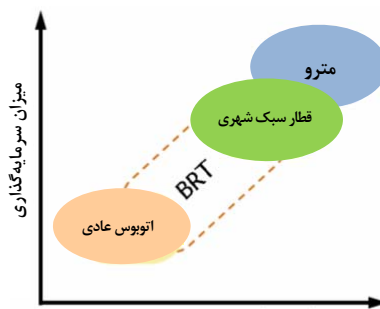 مترو
قطار سبک شهری
BRT
اتوبوس عادی
میزان سرمایه‌گذاری